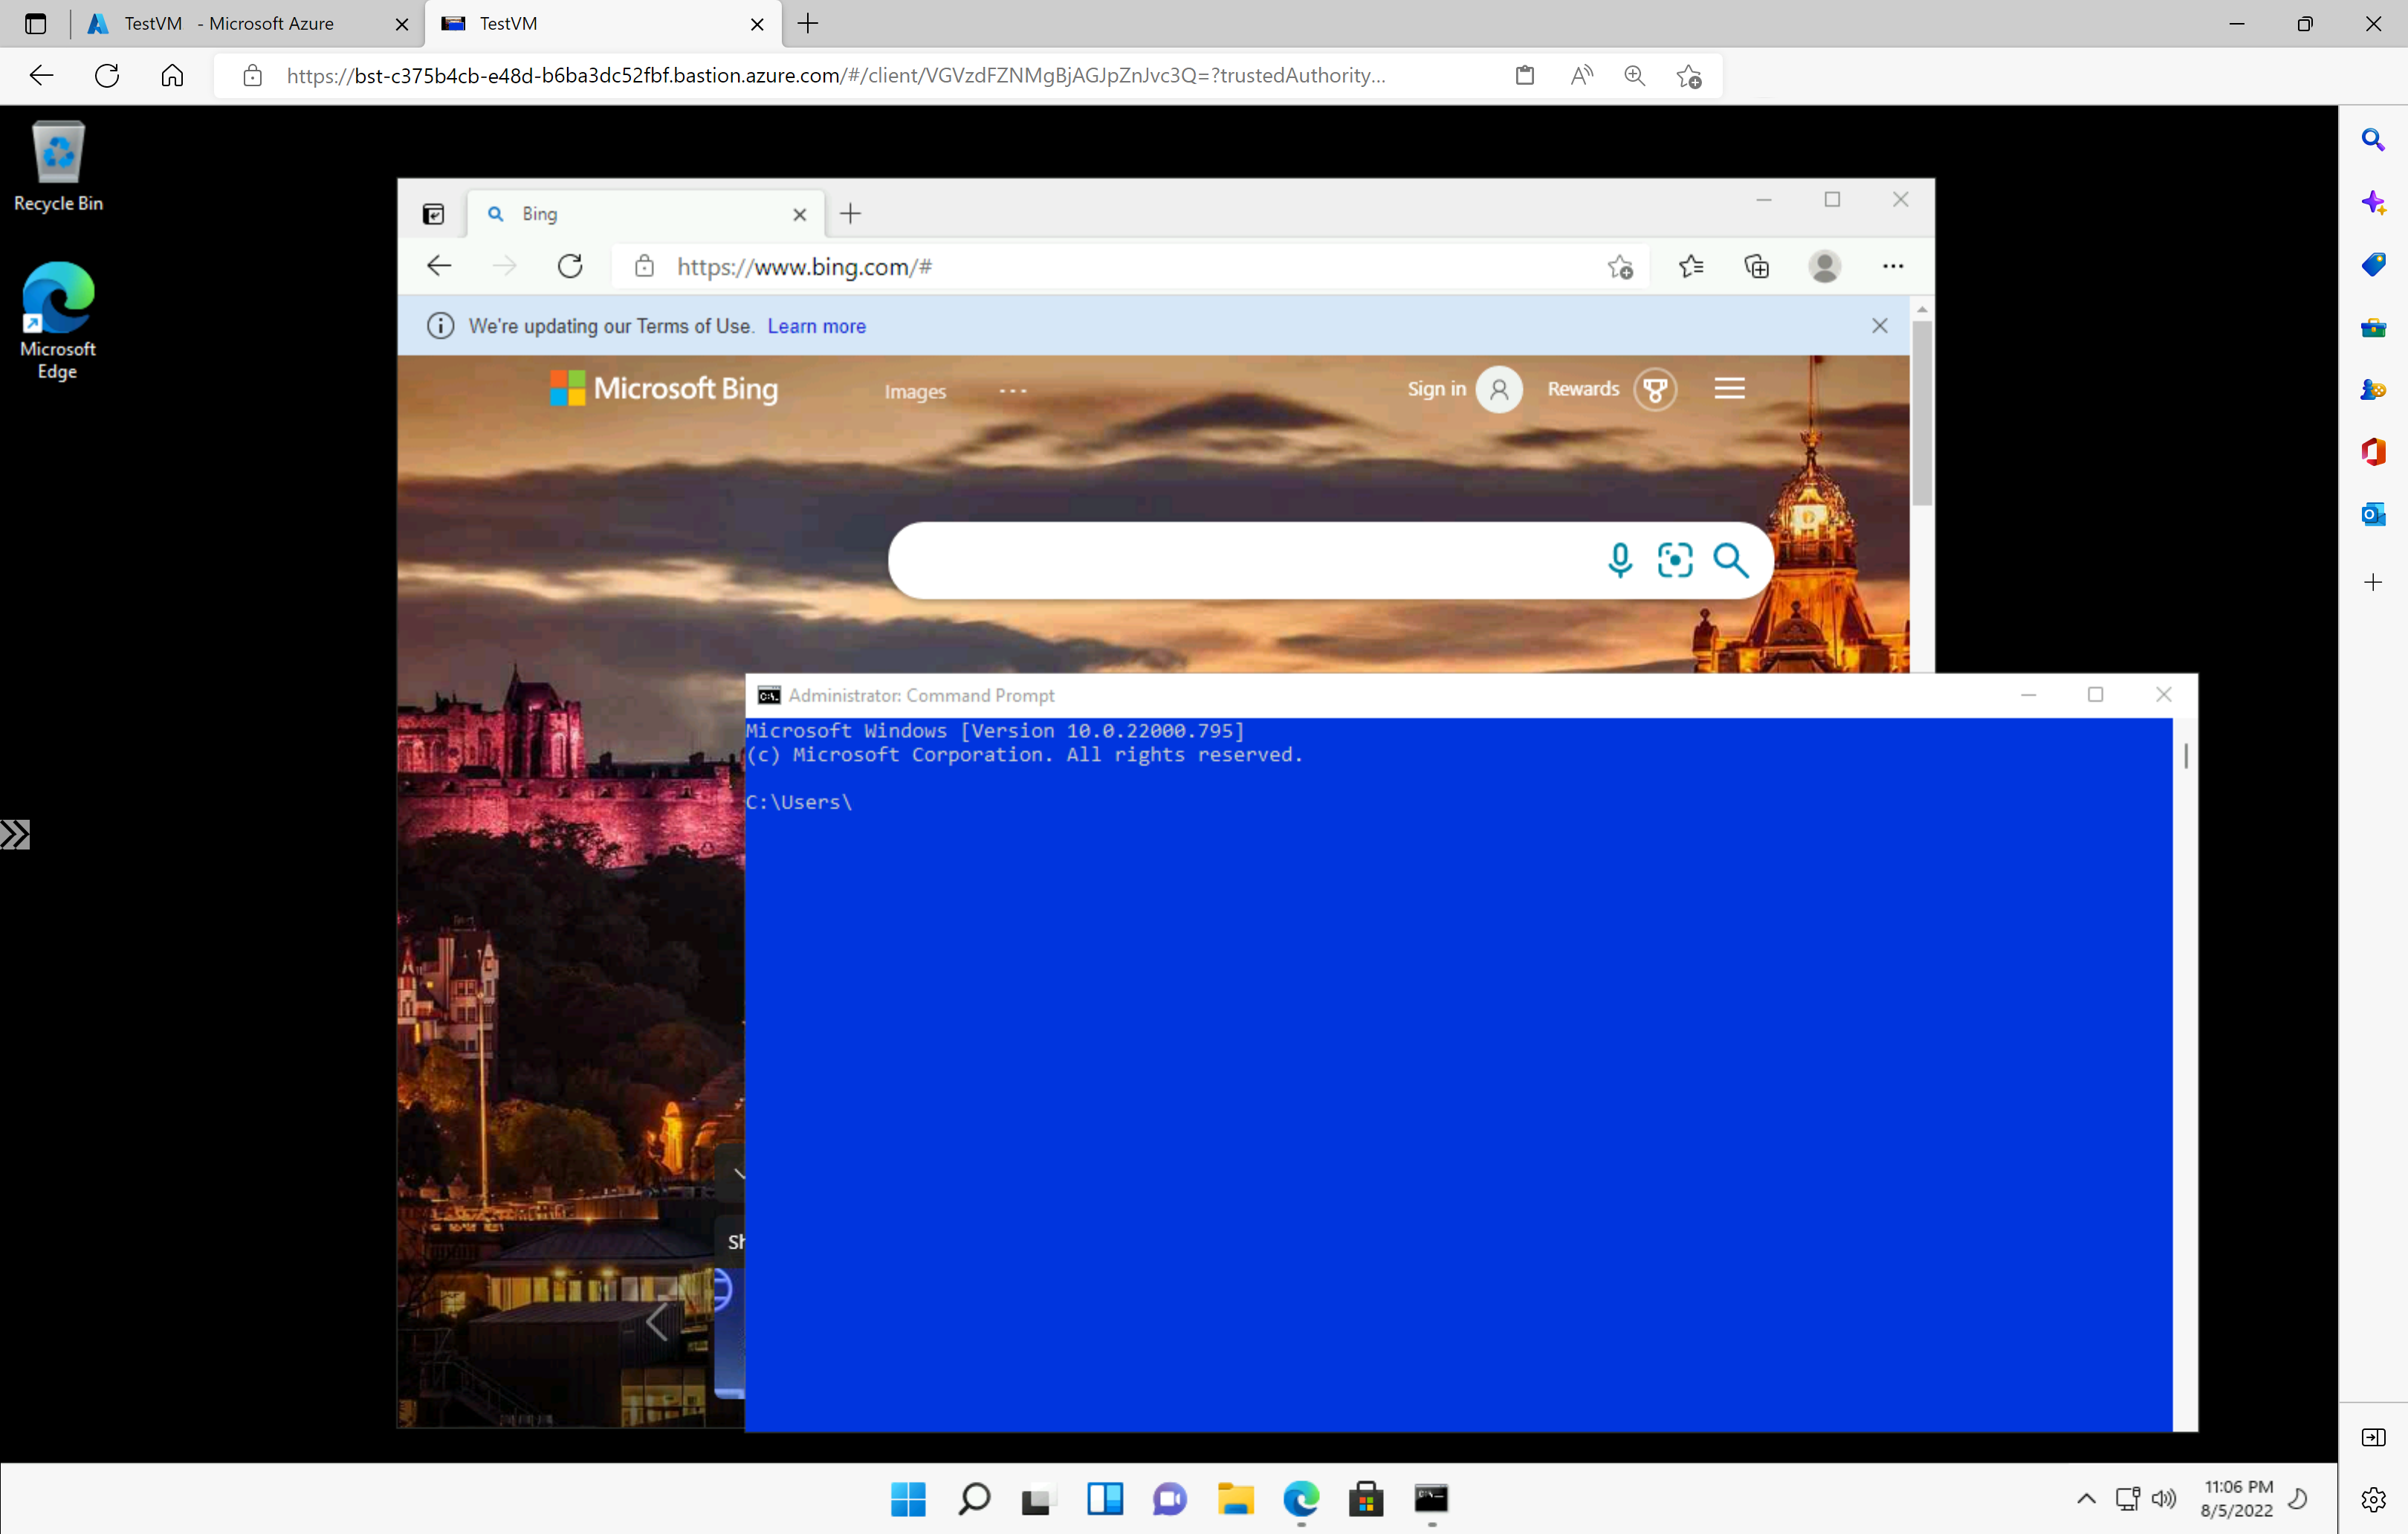 TestVM - Microsoft Azure
TestVM
https://bst-c375b4cb-e48d-b6ba3dc52fbf.bastion.azure.com/#/client/VGVzdFZNMgBjAGJpZnJvc3Q=?trustedAuthority...
Recycle Bin
Microsoft
Edge
Bing
https://www.bing.com/#
We're updating our Terms of Use. Learn more
Microsoft Bing
Images
Sign in
Rewards
Administrator: Command Prompt
Microsoft Windows [Version 10.0.22000.795]
(c) Microsoft Corporation. All rights reserved.
C:\Users\
11:06 PM
8/5/2022